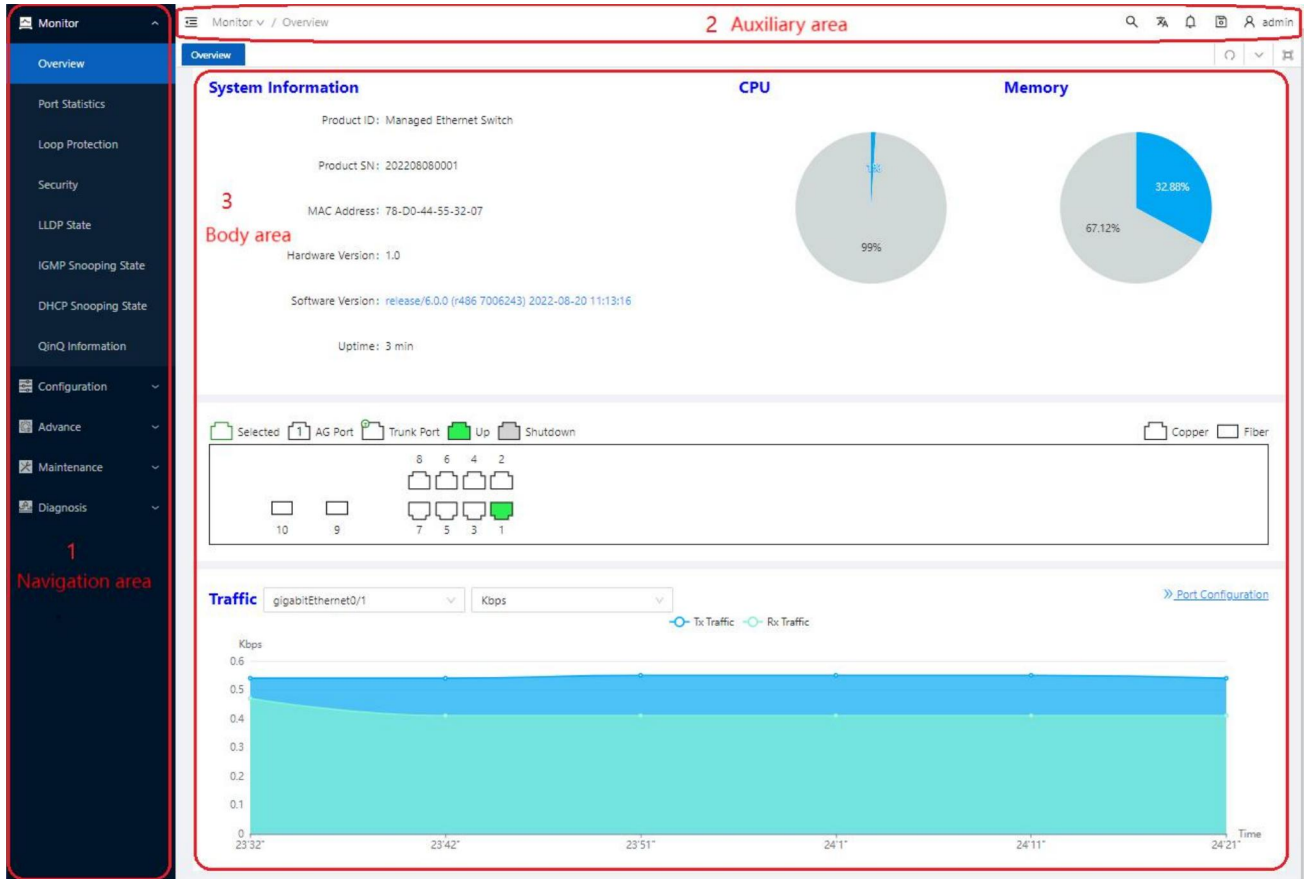 Monitor
Monitor / Overview
2 Auxiliary area
admin
Overview
Overview
Port Statistics
Loop Protection
Security
LLDP State
IGMP Snooping State
DHCP Snooping State
QinQ Information
Configuration
Advance
Maintenance
Diagnosis
1
Navigation area
System Information
CPU
Memory
Product ID: Managed Ethernet Switch
Product SN: 202208080001
MAC Address: 78-D0-44-55-32-07
Hardware Version: 1.0
Software Version: release/6.0.0 (r486 7006243) 2022-08-20 11:13:16
Uptime: 3 min
3
Body area
99%
32.88%
67.12%
Selected 1 AG Port Trunk Port Up Shutdown
Copper Fiber
8 6 4 2
10 9 7 5 3 1
Traffic gigabitEthernet0/1 Kbps
» Port Configuration
Tx Traffic Rx Traffic
Kbps
0.6
0.5
0.4
0.3
0.2
0.1
0
23'32" 23'42" 23'51" 24'1" 24'11" 24'21"
Time